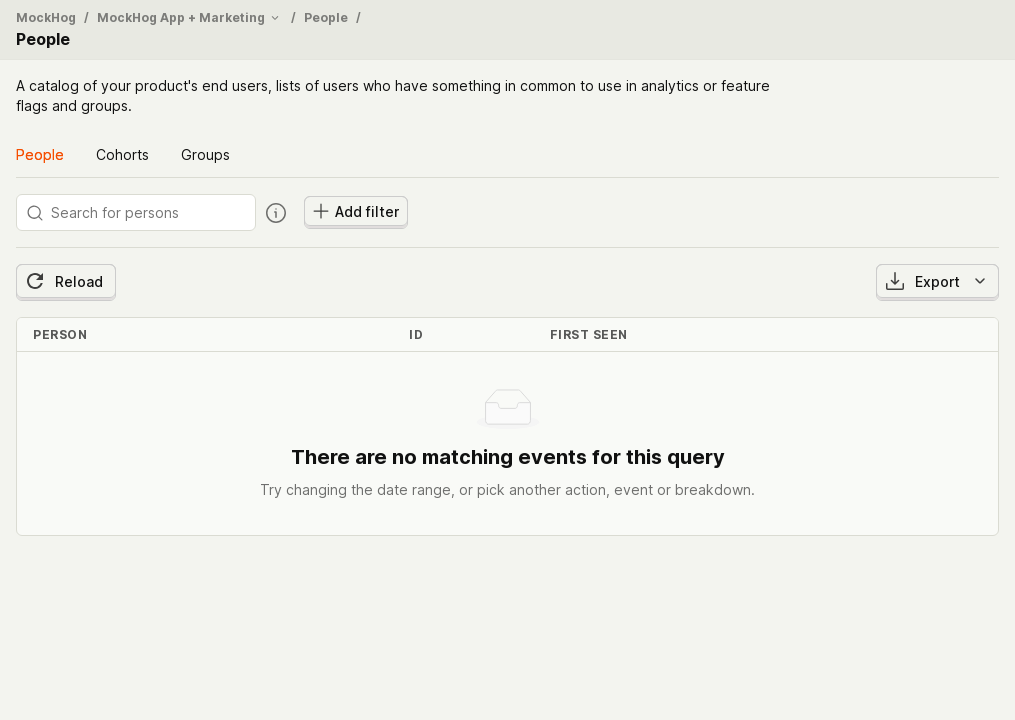 MockHog / MockHog App + Marketing / People /
People
A catalog of your product's end users, lists of users who have something in common to use in analytics or feature
flags and groups.
People Cohorts Groups
Search for persons Add filter
Reload Export
PERSON ID FIRST SEEN
There are no matching events for this query
Try changing the date range, or pick another action, event or breakdown.